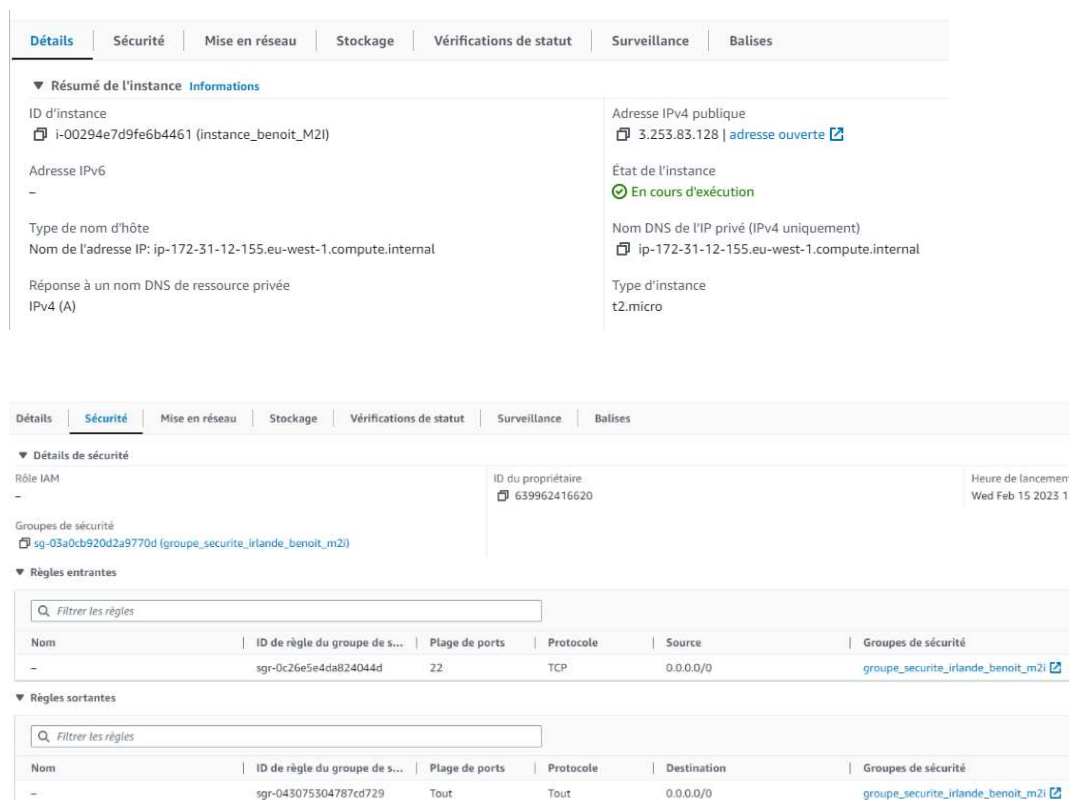 Détails Sécurité Mise en réseau Stockage Vérifications de statut Surveillance Balises
▼ Résumé de l'instance Informations
ID d'instance Adresse IPv4 publique
i-00294e7d9fe6b4461 (instance_benoit_M2I) 3.253.83.128 | adresse ouverte
Adresse IPv6 État de l'instance
– En cours d'exécution
Type de nom d'hôte Nom DNS de l'IP privé (IPv4 uniquement)
Nom de l'adresse IP: ip-172-31-12-155.eu-west-1.compute.internal ip-172-31-12-155.eu-west-1.compute.internal
Réponse à un nom DNS de ressource privée Type d'instance
IPv4 (A) t2.micro
Détails Sécurité Mise en réseau Stockage Vérifications de statut Surveillance Balises
▼ Détails de sécurité
Rôle IAM ID du propriétaire Heure de lancemen
– 639962416620 Wed Feb 15 2023 1
Groupes de sécurité
sg-03a0cb920d2a9770d (groupe_securite_irlande_benoit_m2i)
▼ Règles entrantes
Filtrer les règles
Nom ID de règle du groupe de s... Plage de ports Protocole Source Groupes de sécurité
– sgr-0c26e5e4da824044d 22 TCP 0.0.0.0/0 groupe_securite_irlande_benoit_m2i
▼ Règles sortantes
Filtrer les règles
Nom ID de règle du groupe de s... Plage de ports Protocole Destination Groupes de sécurité
– sgr-043075304787cd729 Tout Tout 0.0.0.0/0 groupe_securite_irlande_benoit_m2i